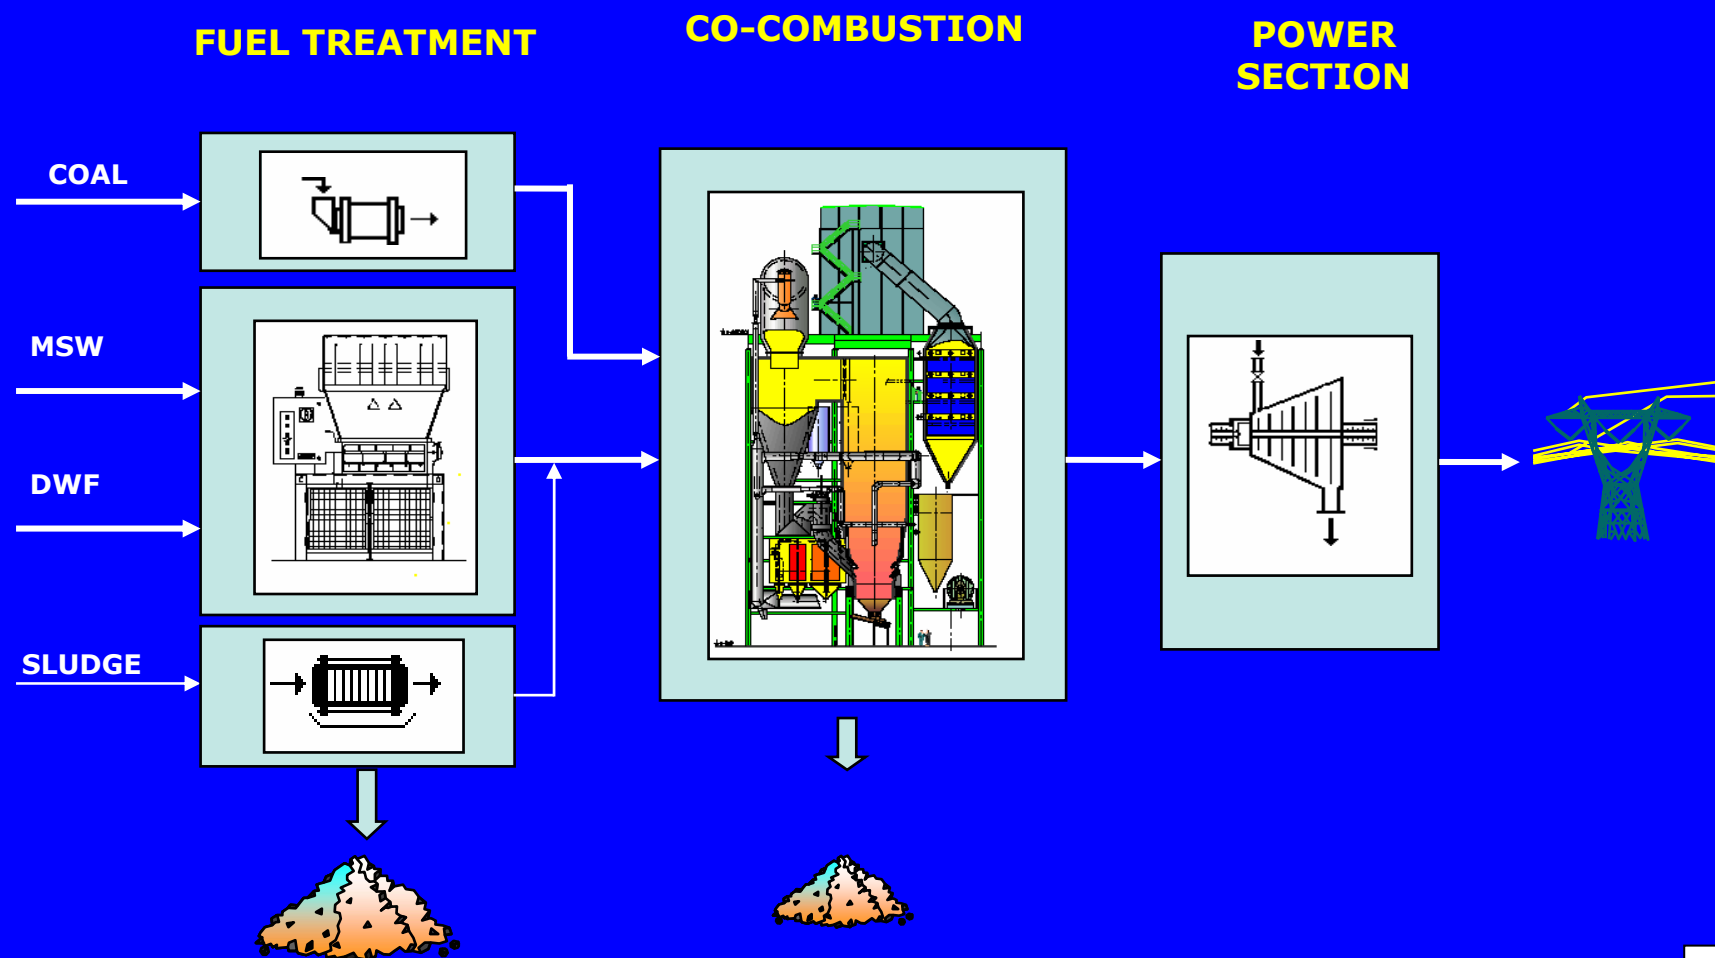 FUEL TREATMENT
CO-COMBUSTION
POWER
SECTION
COAL
MSW
DWF
SLUDGE